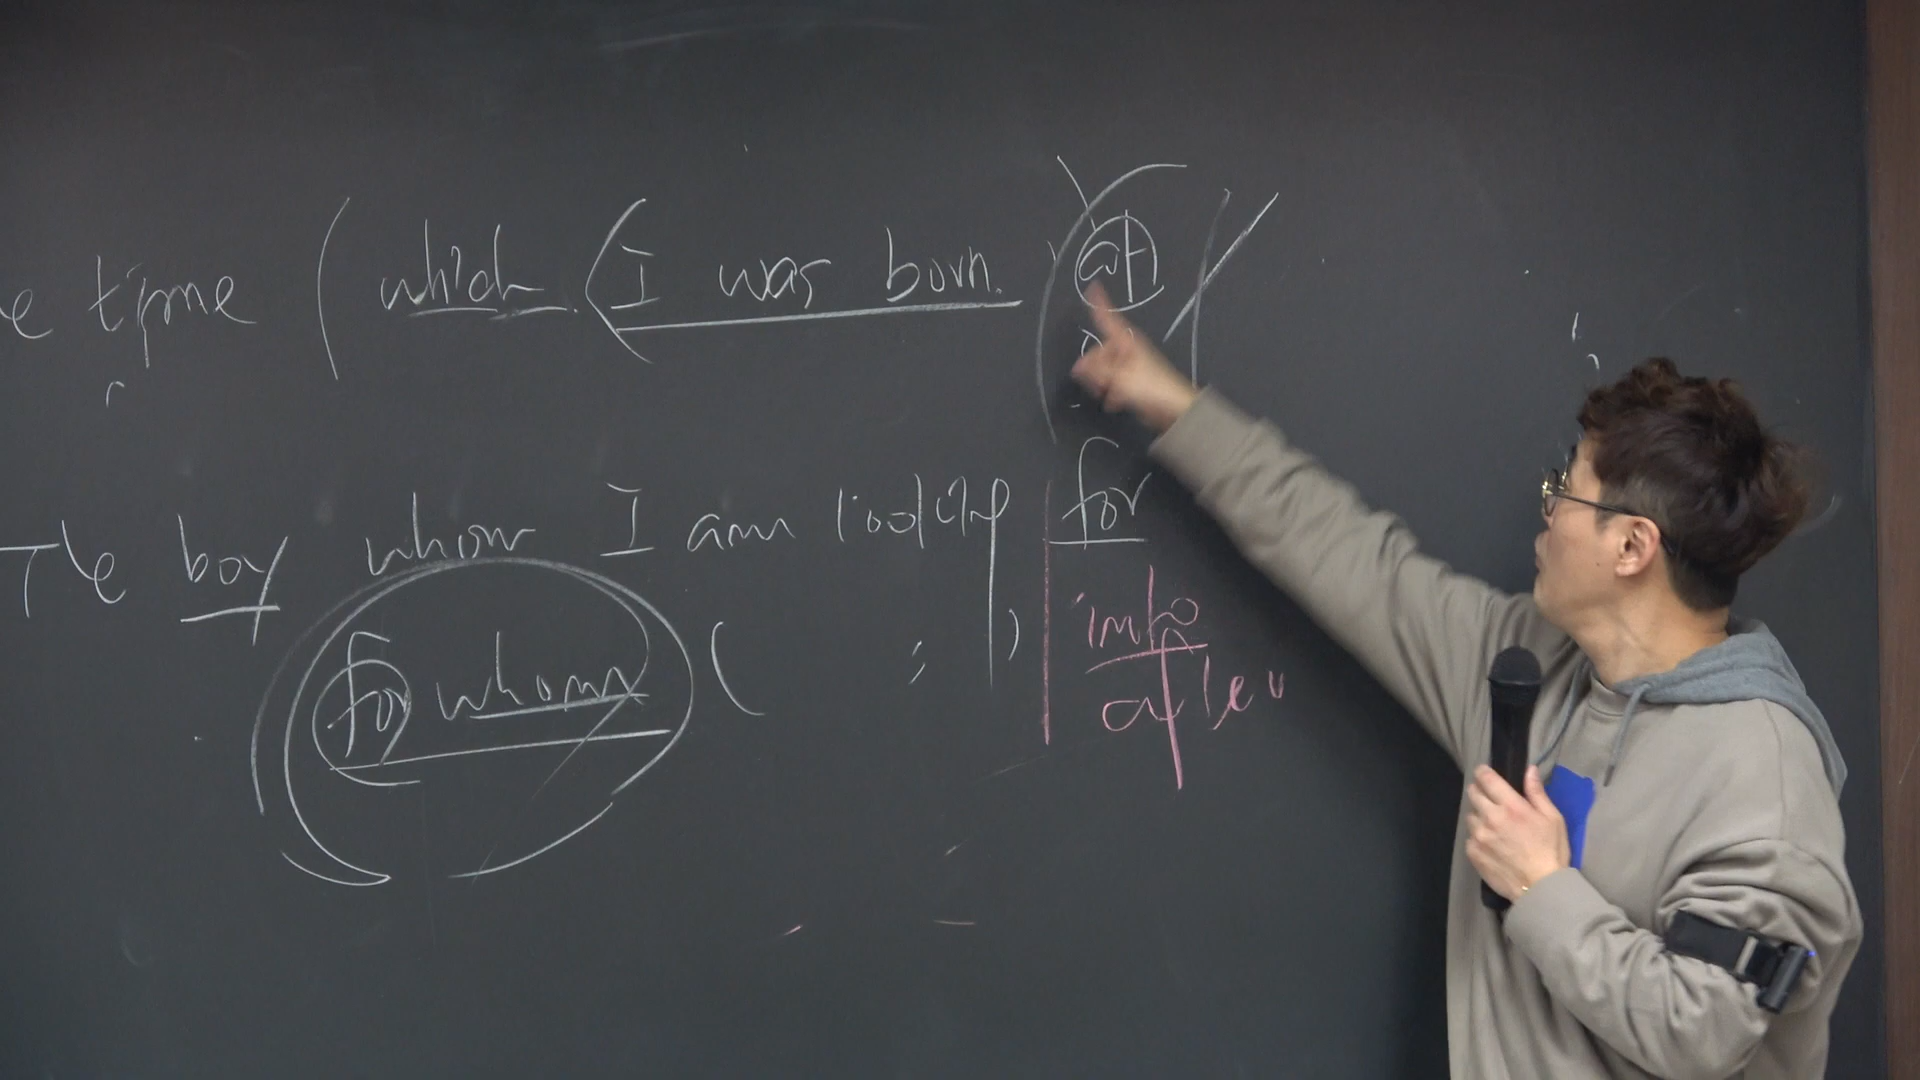 e time ( which (I was born. at
The boy whom I am looking for
for whom ( ) into
after